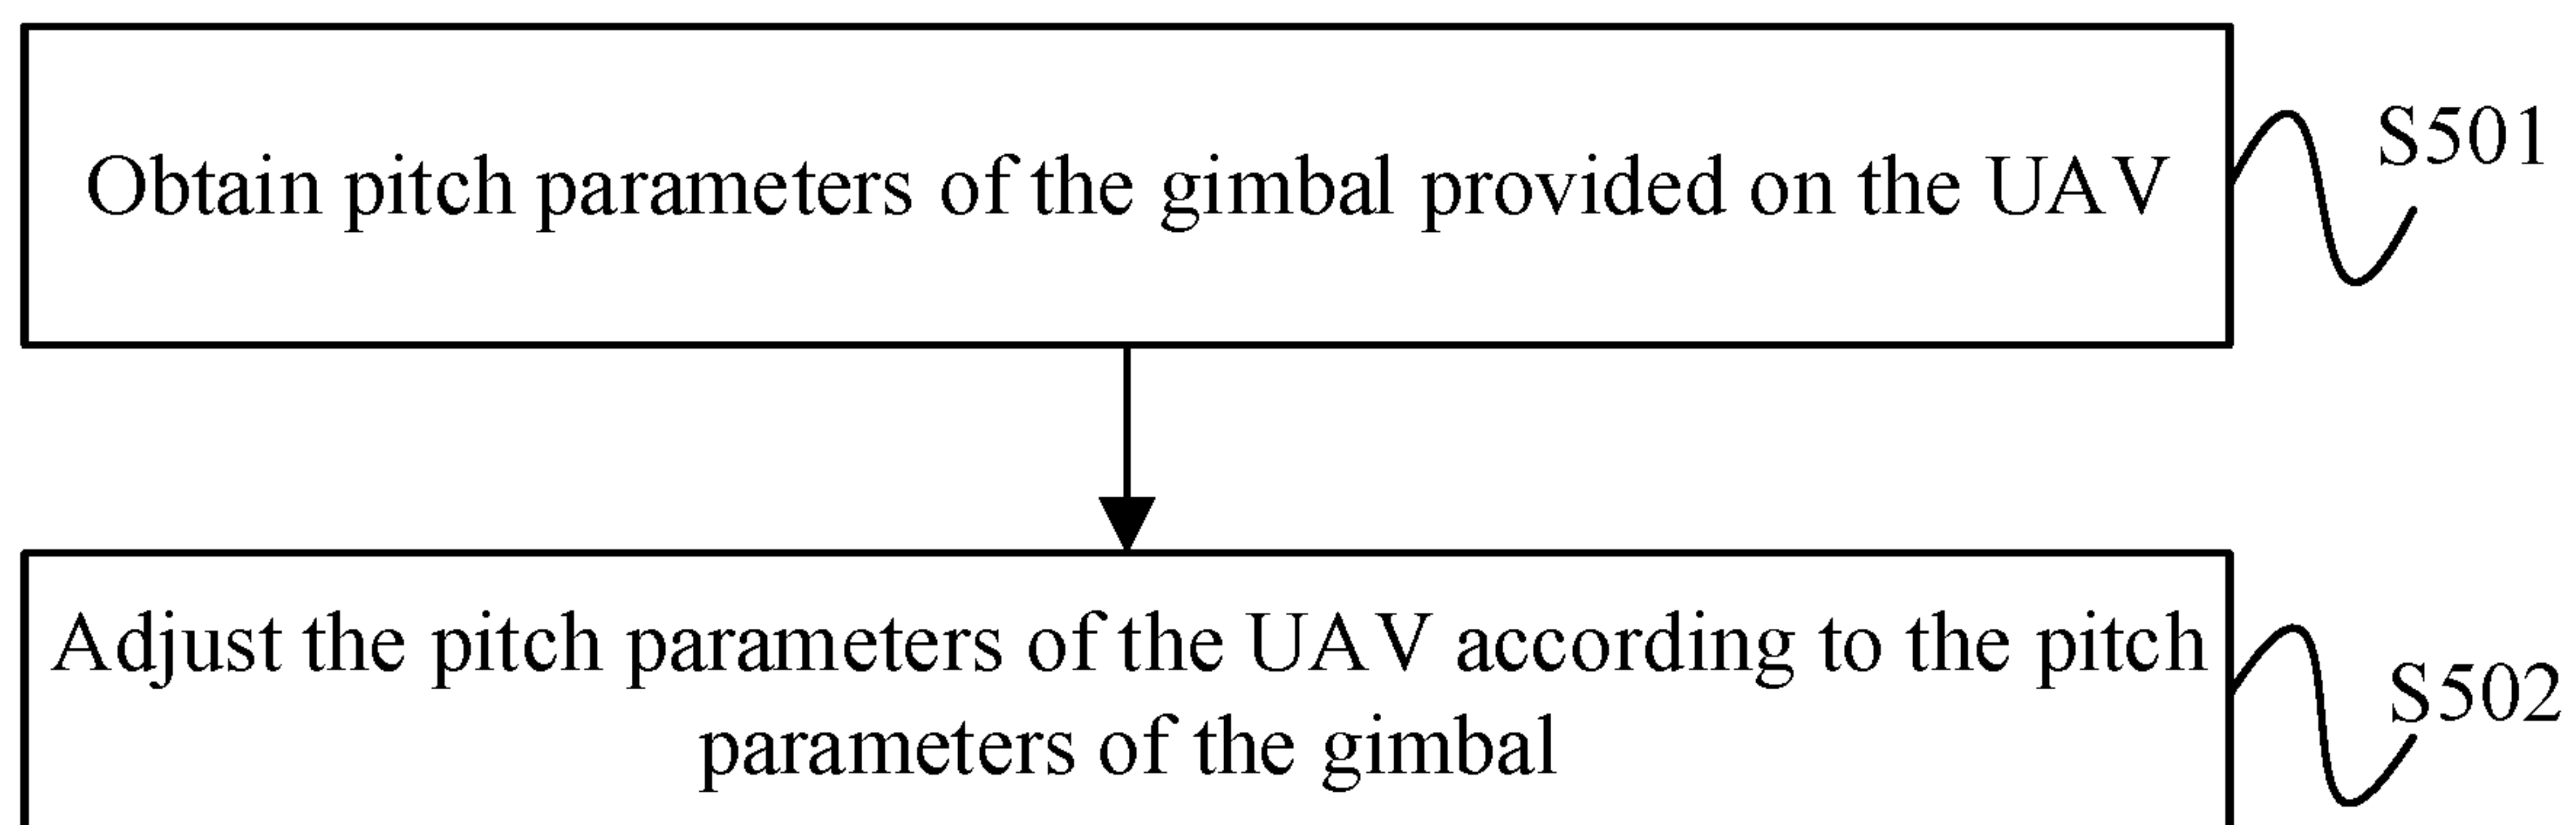 Obtain pitch parameters of the gimbal provided on the UAV
S501
Adjust the pitch parameters of the UAV according to the pitch
parameters of the gimbal
S502